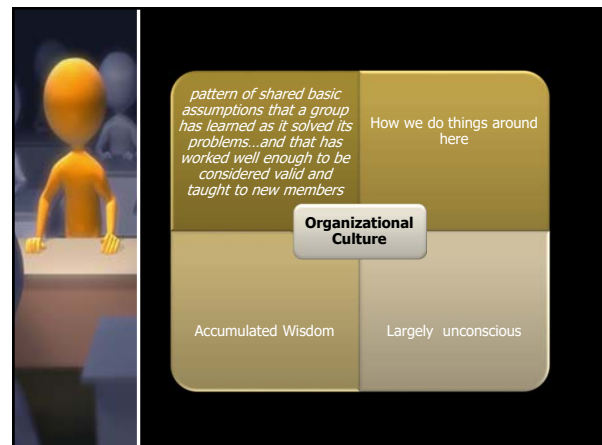 pattern of shared basic
assumptions that a group
has learned as it solved its
problems...and that has
worked well enough to be
considered valid and
taught to new members
How we do things around
here
Organizational
Culture
Accumulated Wisdom
Largely unconscious